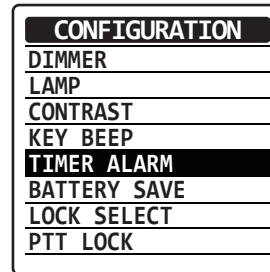 CONFIGURATION
DIMMER
LAMP
CONTRAST
KEY BEEP
TIMER ALARM
BATTERY SAVE
LOCK SELECT
PTT LOCK